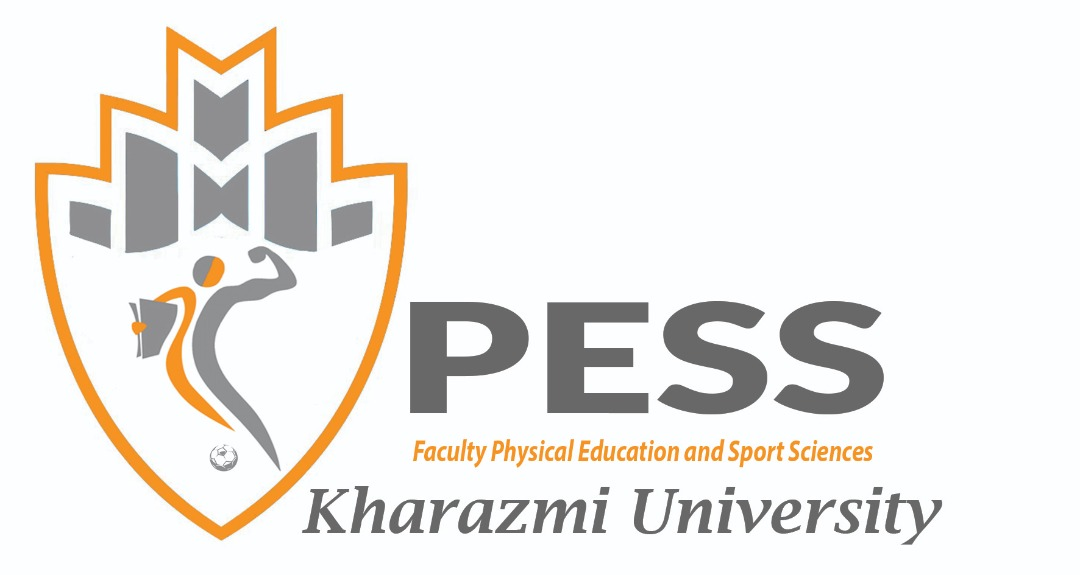 PESS
Faculty Physical Education and Sport Sciences
Kharazmi University